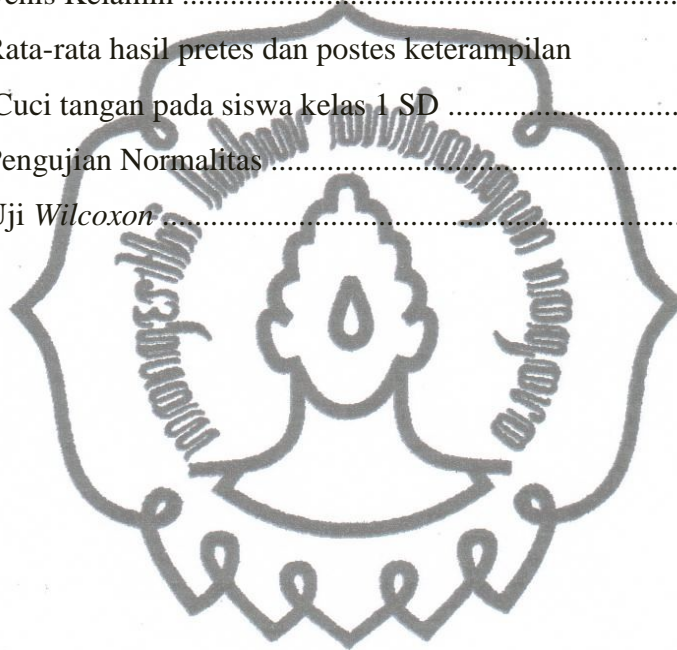 Jenis Kelamin ........................................................................
Rata-rata hasil pretes dan postes keterampilan
Cuci tangan pada siswa kelas 1 SD ..............................
Pengujian Normalitas .......................................................
Uji Wilcoxon .....................................................................